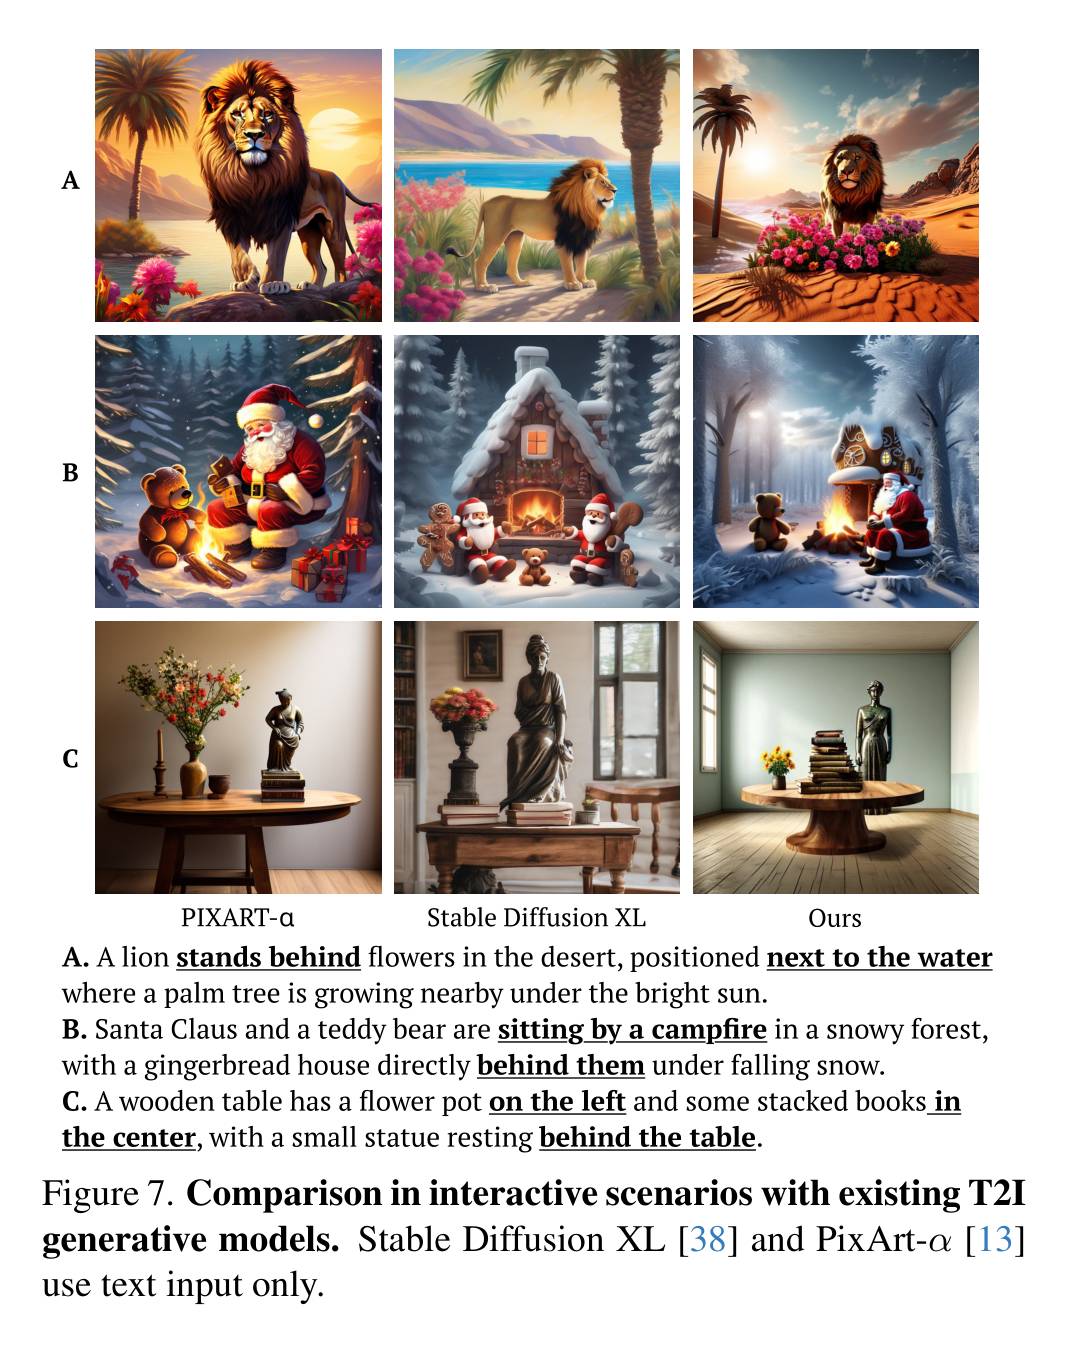 A
B
C
PIXART-α
Stable Diffusion XL
Ours
A. A lion stands behind flowers in the desert, positioned next to the water
where a palm tree is growing nearby under the bright sun.
B. Santa Claus and a teddy bear are sitting by a campfire in a snowy forest,
with a gingerbread house directly behind them under falling snow.
C. A wooden table has a flower pot on the left and some stacked books in
the center, with a small statue resting behind the table.
Figure 7. Comparison in interactive scenarios with existing T2I
generative models. Stable Diffusion XL [38] and PixArt-α [13]
use text input only.